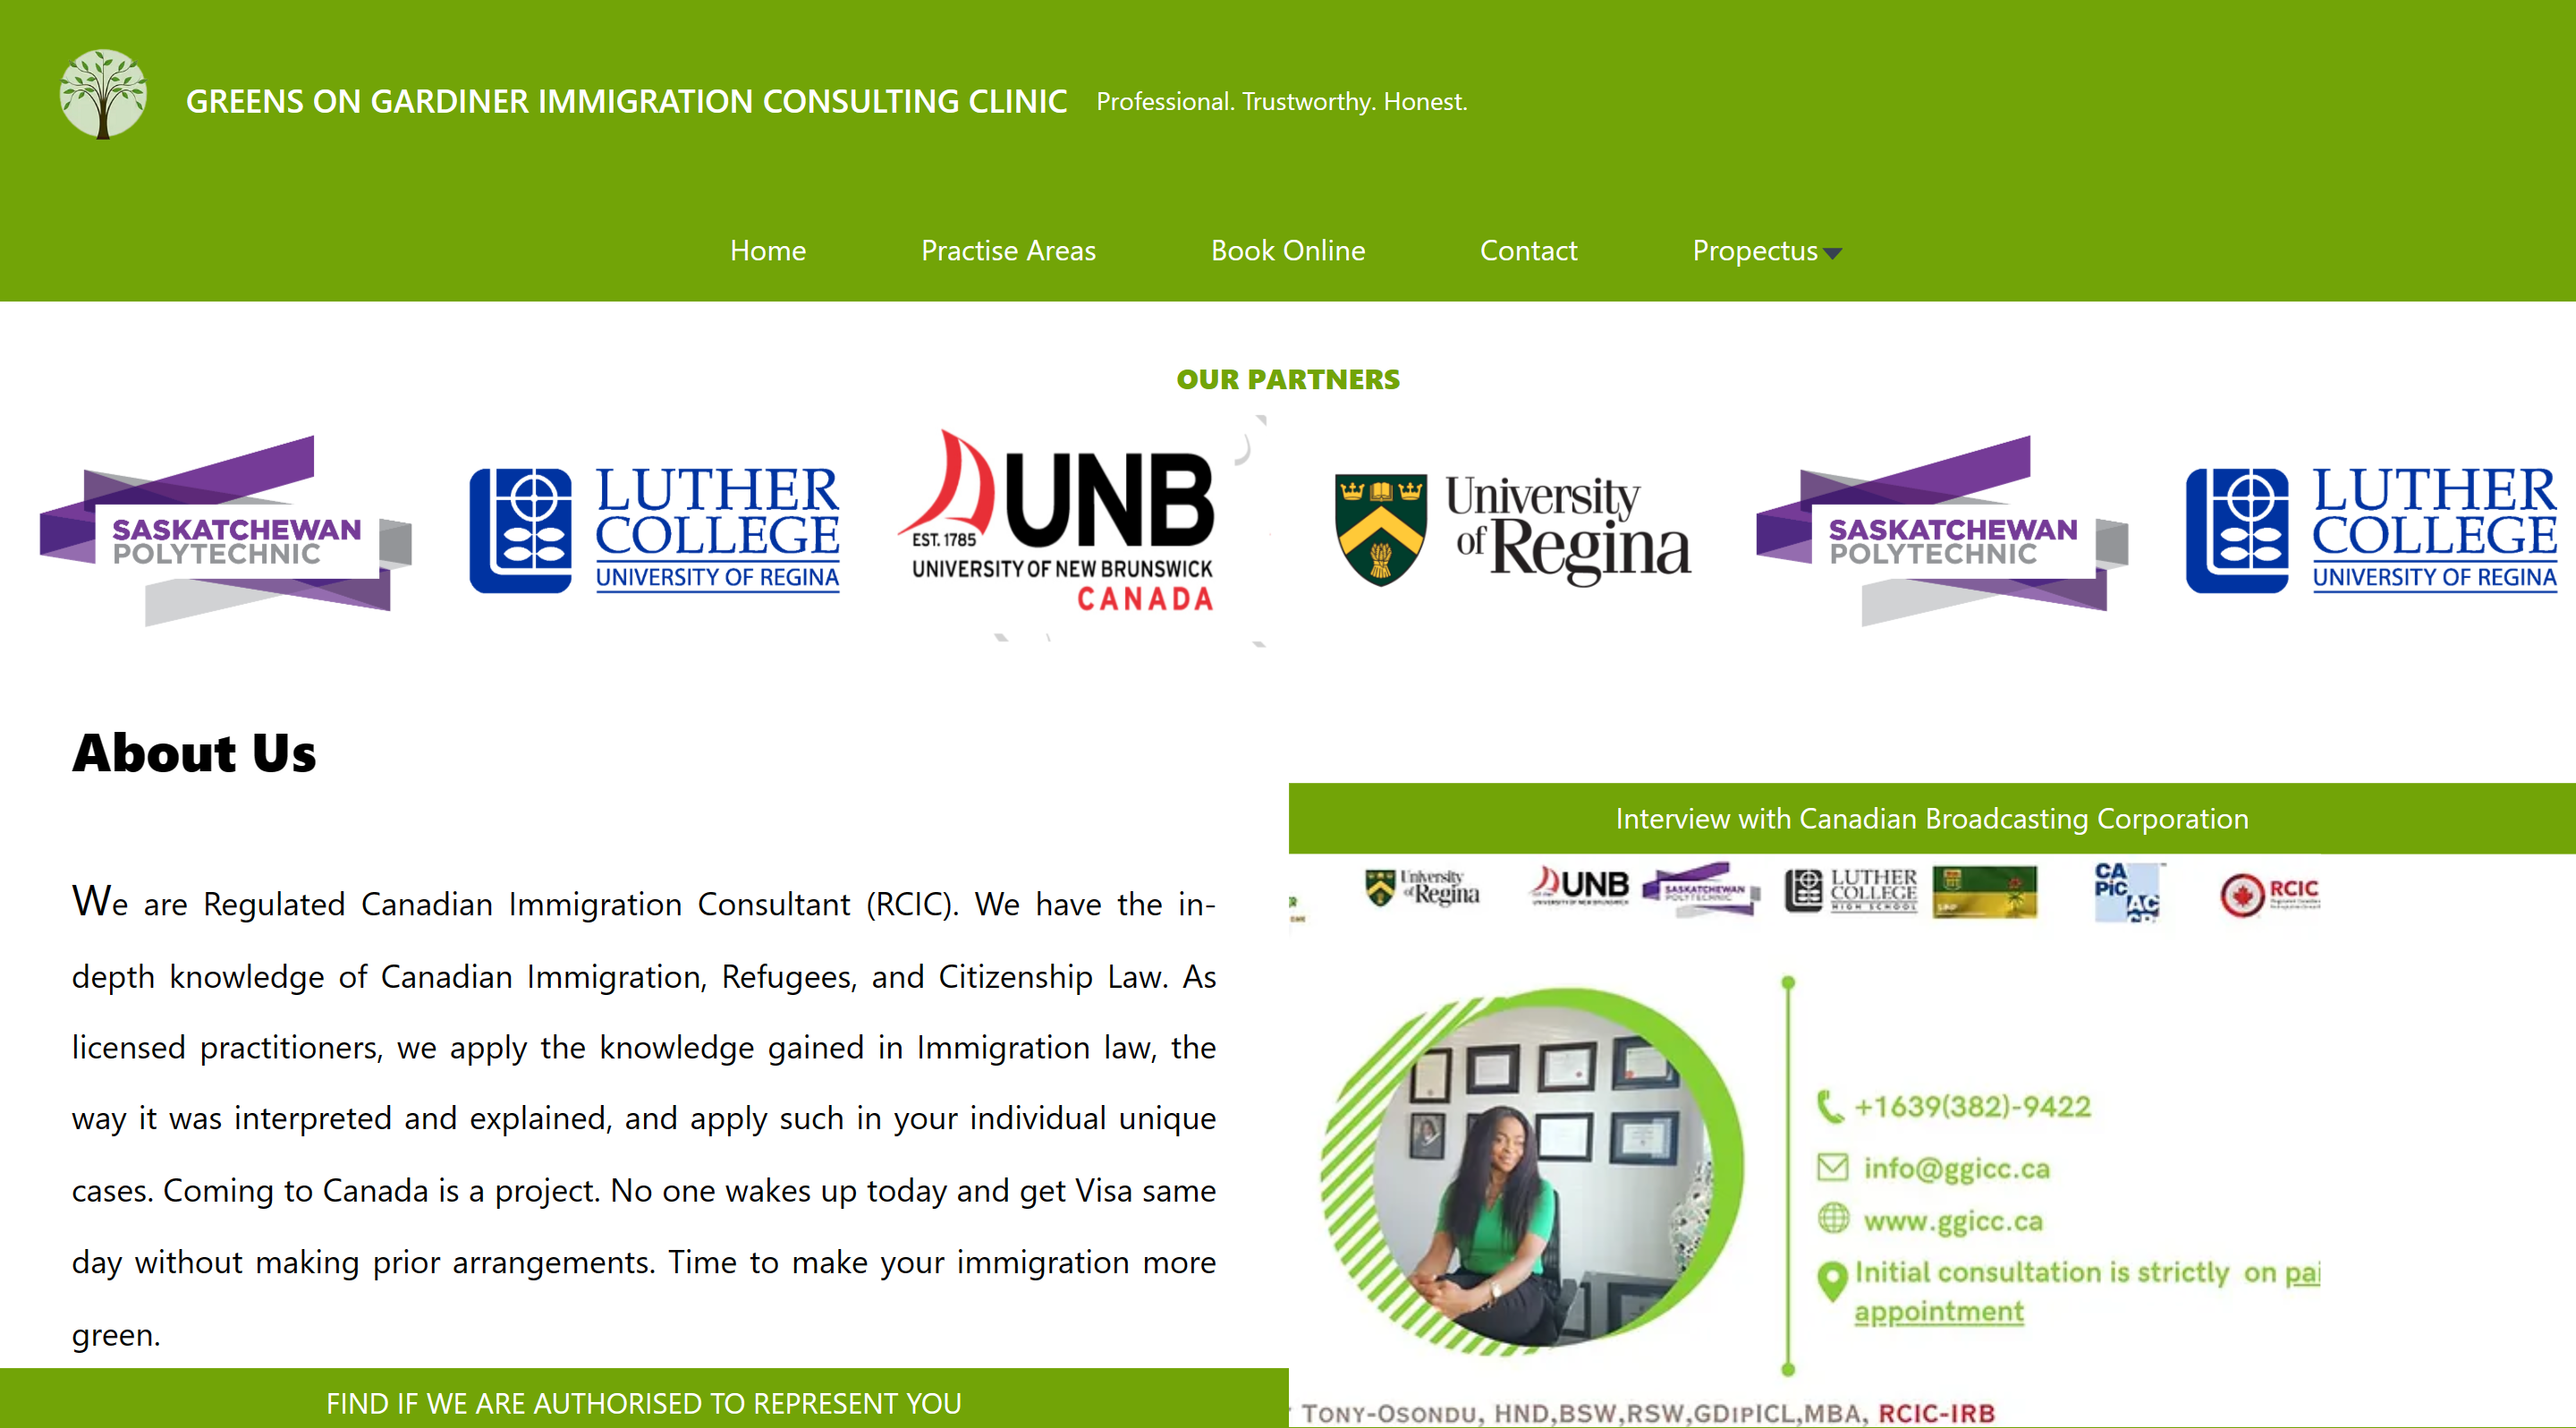 GREENS ON GARDINER IMMIGRATION CONSULTING CLINIC
Professional. Trustworthy. Honest.
Home
Practise Areas
Book Online
Contact
Propectus
OUR PARTNERS
SASKATCHEWAN
POLYTECHNIC
LUTHER
COLLEGE
UNIVERSITY OF REGINA
UNB
EST. 1785
UNIVERSITY OF NEW BRUNSWICK
CANADA
University
of Regina
SASKATCHEWAN
POLYTECHNIC
LUTHER
COLLEGE
UNIVERSITY OF REGINA
About Us
We are Regulated Canadian Immigration Consultant (RCIC). We have the in-
depth knowledge of Canadian Immigration, Refugees, and Citizenship Law. As
licensed practitioners, we apply the knowledge gained in Immigration law, the
way it was interpreted and explained, and apply such in your individual unique
cases. Coming to Canada is a project. No one wakes up today and get Visa same
day without making prior arrangements. Time to make your immigration more
green.
FIND IF WE ARE AUTHORISED TO REPRESENT YOU
Interview with Canadian Broadcasting Corporation
University
of Regina
UNB
UNIVERSITY OF NEW BRUNSWICK
SASKATCHEWAN
POLYTECHNIC
LUTHER
COLLEGE
HIGH SCHOOL
CA
PiC
AC
RCIC
+1639(382)-9422
info@ggicc.ca
www.ggicc.ca
Initial consultation is strictly on pai
appointment
TONY-OSONDU, HND,BSW,RSW,GDIPICL,MBA, RCIC-IRB